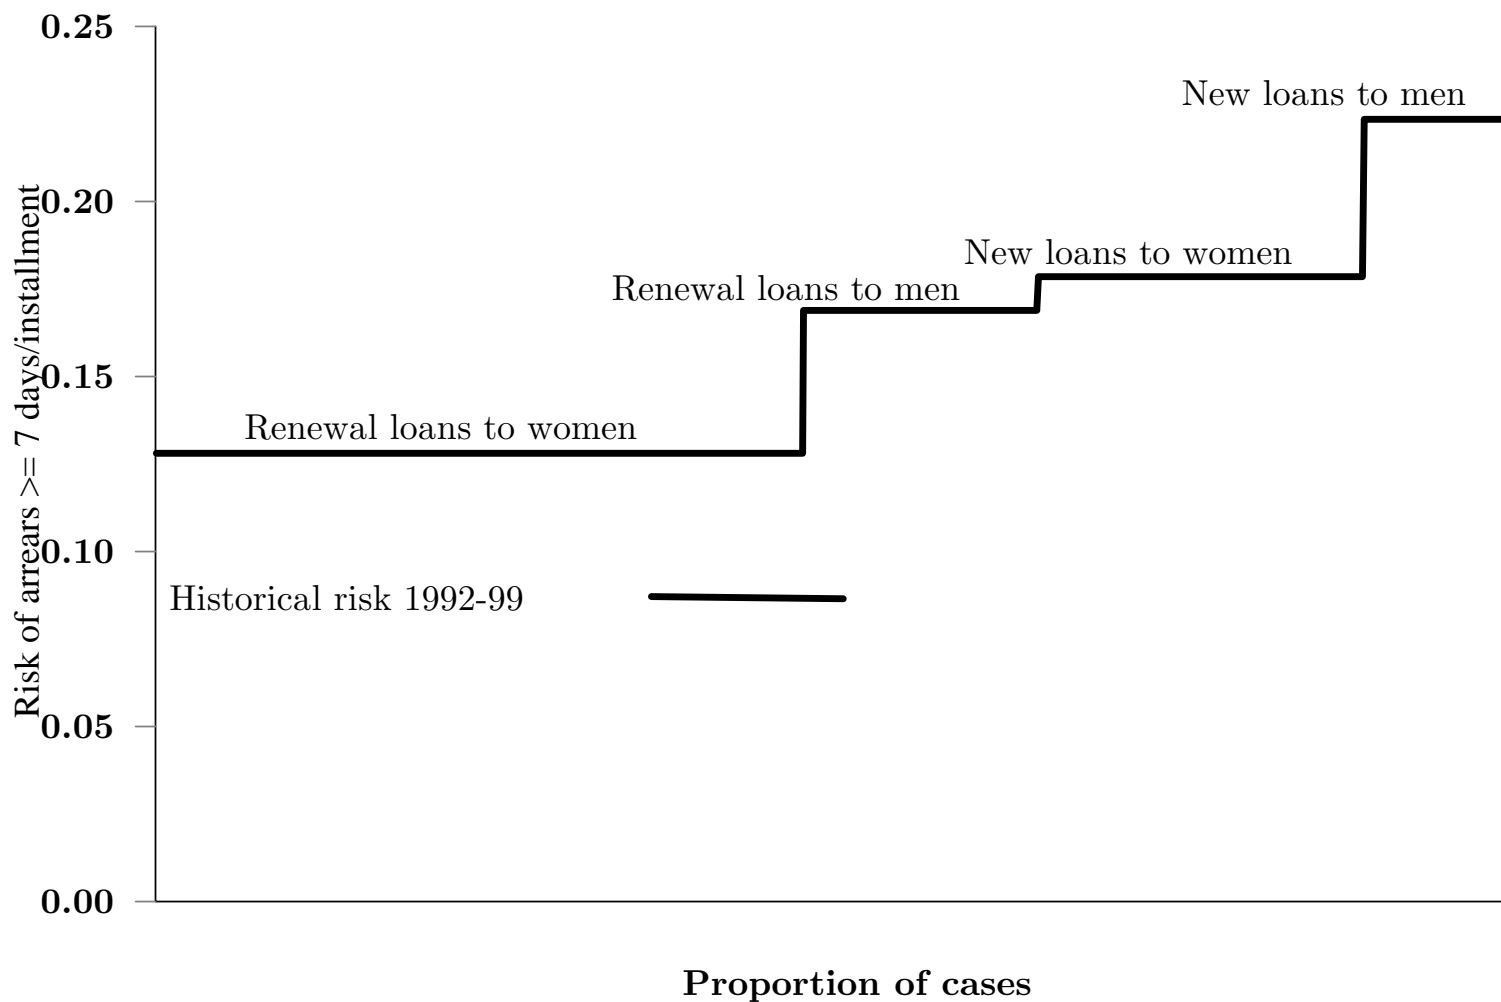 0.25
New loans to men
0.20
New loans to women
Renewal loans to men
0.15
Renewal loans to women
0.10
Historical risk 1992-99
0.05
0.00
Risk of arrears >= 7 days/installment
Proportion of cases